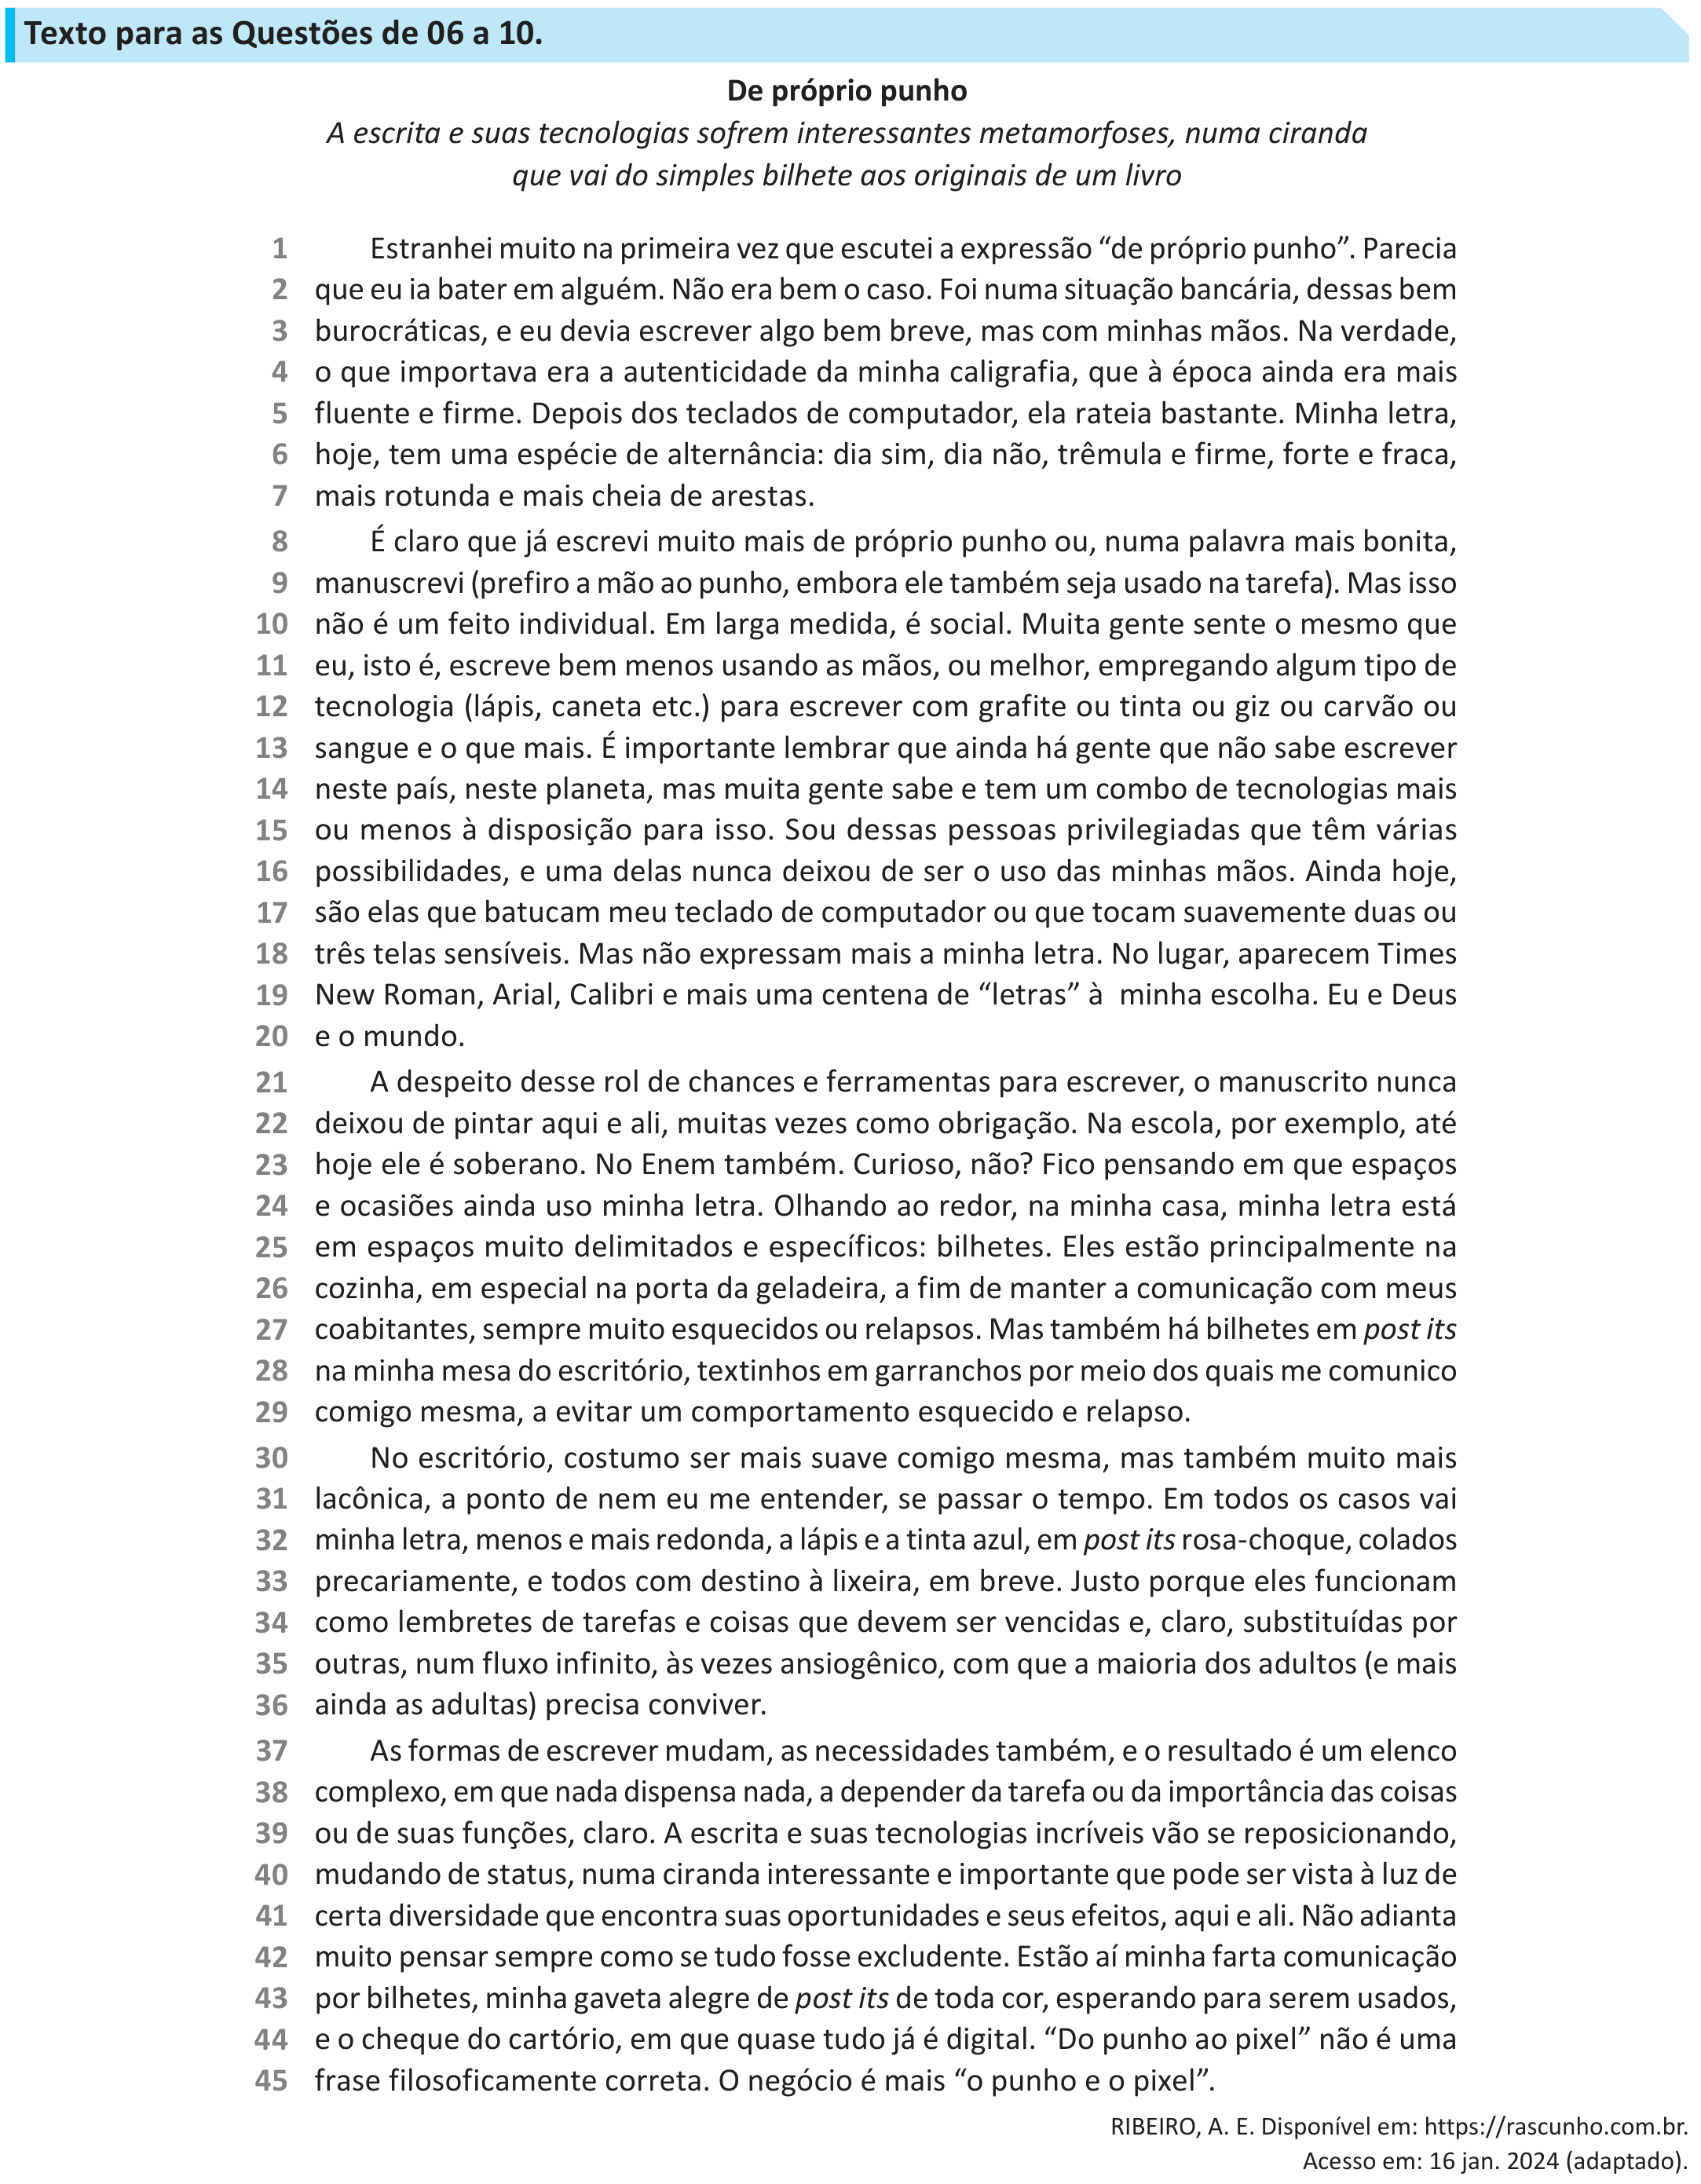 Texto para as Questões de 06 a 10.
De próprio punho
A escrita e suas tecnologias sofrem interessantes metamorfoses, numa ciranda
que vai do simples bilhete aos originais de um livro
1 Estranhei muito na primeira vez que escutei a expressão “de próprio punho”. Parecia
2 que eu ia bater em alguém. Não era bem o caso. Foi numa situação bancária, dessas bem
3 burocráticas, e eu devia escrever algo bem breve, mas com minhas mãos. Na verdade,
4 o que importava era a autenticidade da minha caligrafia, que à época ainda era mais
5 fluente e firme. Depois dos teclados de computador, ela rateia bastante. Minha letra,
6 hoje, tem uma espécie de alternância: dia sim, dia não, trêmula e firme, forte e fraca,
7 mais rotunda e mais cheia de arestas.
8 É claro que já escrevi muito mais de próprio punho ou, numa palavra mais bonita,
9 manuscrevi (prefiro a mão ao punho, embora ele também seja usado na tarefa). Mas isso
10 não é um feito individual. Em larga medida, é social. Muita gente sente o mesmo que
11 eu, isto é, escreve bem menos usando as mãos, ou melhor, empregando algum tipo de
12 tecnologia (lápis, caneta etc.) para escrever com grafite ou tinta ou giz ou carvão ou
13 sangue e o que mais. É importante lembrar que ainda há gente que não sabe escrever
14 neste país, neste planeta, mas muita gente sabe e tem um combo de tecnologias mais
15 ou menos à disposição para isso. Sou dessas pessoas privilegiadas que têm várias
16 possibilidades, e uma delas nunca deixou de ser o uso das minhas mãos. Ainda hoje,
17 são elas que batucam meu teclado de computador ou que tocam suavemente duas ou
18 três telas sensíveis. Mas não expressam mais a minha letra. No lugar, aparecem Times
19 New Roman, Arial, Calibri e mais uma centena de “letras” à minha escolha. Eu e Deus
20 e o mundo.
21 A despeito desse rol de chances e ferramentas para escrever, o manuscrito nunca
22 deixou de pintar aqui e ali, muitas vezes como obrigação. Na escola, por exemplo, até
23 hoje ele é soberano. No Enem também. Curioso, não? Fico pensando em que espaços
24 e ocasiões ainda uso minha letra. Olhando ao redor, na minha casa, minha letra está
25 em espaços muito delimitados e específicos: bilhetes. Eles estão principalmente na
26 cozinha, em especial na porta da geladeira, a fim de manter a comunicação com meus
27 coabitantes, sempre muito esquecidos ou relapsos. Mas também há bilhetes em post its
28 na minha mesa do escritório, textinhos em garranchos por meio dos quais me comunico
29 comigo mesma, a evitar um comportamento esquecido e relapso.
30 No escritório, costumo ser mais suave comigo mesma, mas também muito mais
31 lacônica, a ponto de nem eu me entender, se passar o tempo. Em todos os casos vai
32 minha letra, menos e mais redonda, a lápis e a tinta azul, em post its rosa-choque, colados
33 precariamente, e todos com destino à lixeira, em breve. Justo porque eles funcionam
34 como lembretes de tarefas e coisas que devem ser vencidas e, claro, substituídas por
35 outras, num fluxo infinito, às vezes ansiogênico, com que a maioria dos adultos (e mais
36 ainda as adultas) precisa conviver.
37 As formas de escrever mudam, as necessidades também, e o resultado é um elenco
38 complexo, em que nada dispensa nada, a depender da tarefa ou da importância das coisas
39 ou de suas funções, claro. A escrita e suas tecnologias incríveis vão se reposicionando,
40 mudando de status, numa ciranda interessante e importante que pode ser vista à luz de
41 certa diversidade que encontra suas oportunidades e seus efeitos, aqui e ali. Não adianta
42 muito pensar sempre como se tudo fosse excludente. Estão aí minha farta comunicação
43 por bilhetes, minha gaveta alegre de post its de toda cor, esperando para serem usados,
44 e o cheque do cartório, em que quase tudo já é digital. “Do punho ao pixel” não é uma
45 frase filosoficamente correta. O negócio é mais “o punho e o pixel”.
RIBEIRO, A. E. Disponível em: https://rascunho.com.br.
Acesso em: 16 jan. 2024 (adaptado).